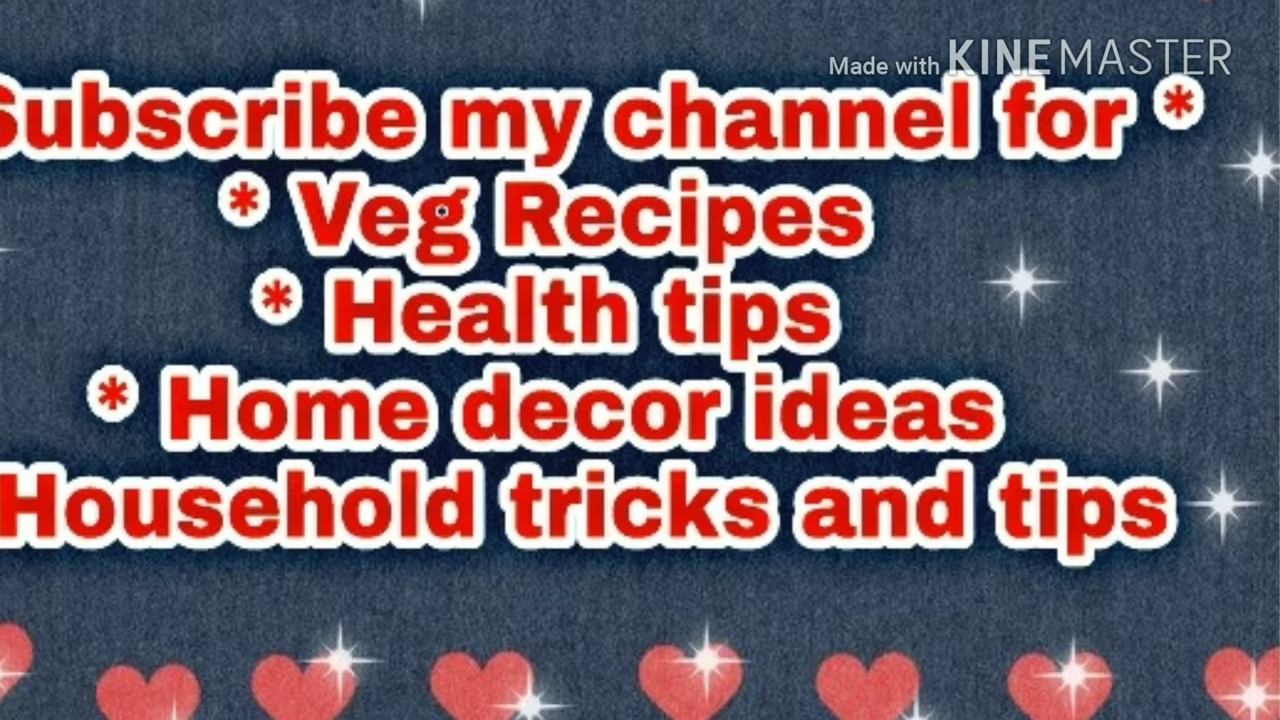 Made with KINEMASTER
Subscribe my channel for *
* Veg Recipes
* Health tips
* Home decor ideas
Household tricks and tips